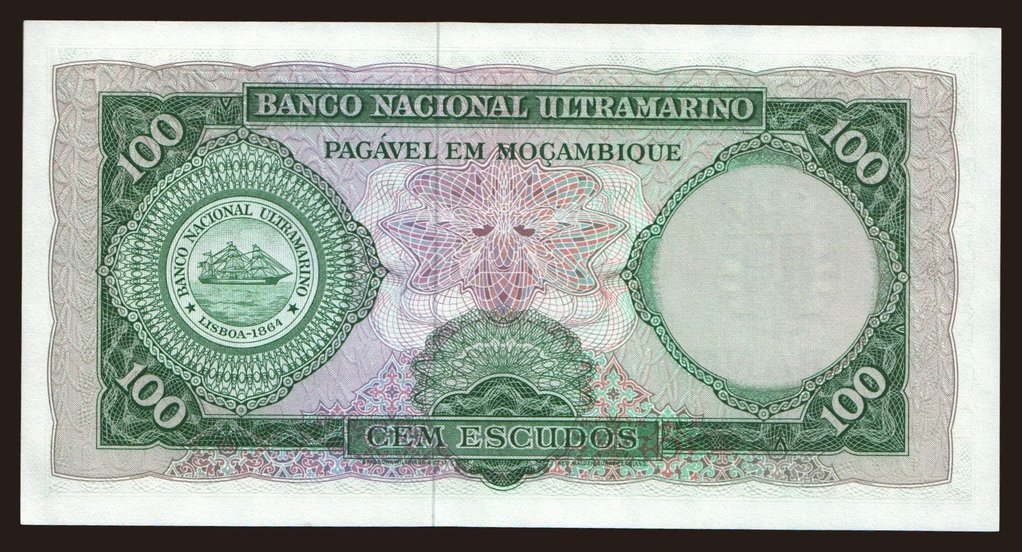 BANCO NACIONAL ULTRAMARINO
PAGÁVEL EM MOÇAMBIQUE
100
100
BANCO NACIONAL ULTRAMARINO
LISBOA-1864
100
100
CEM ESCUDOS